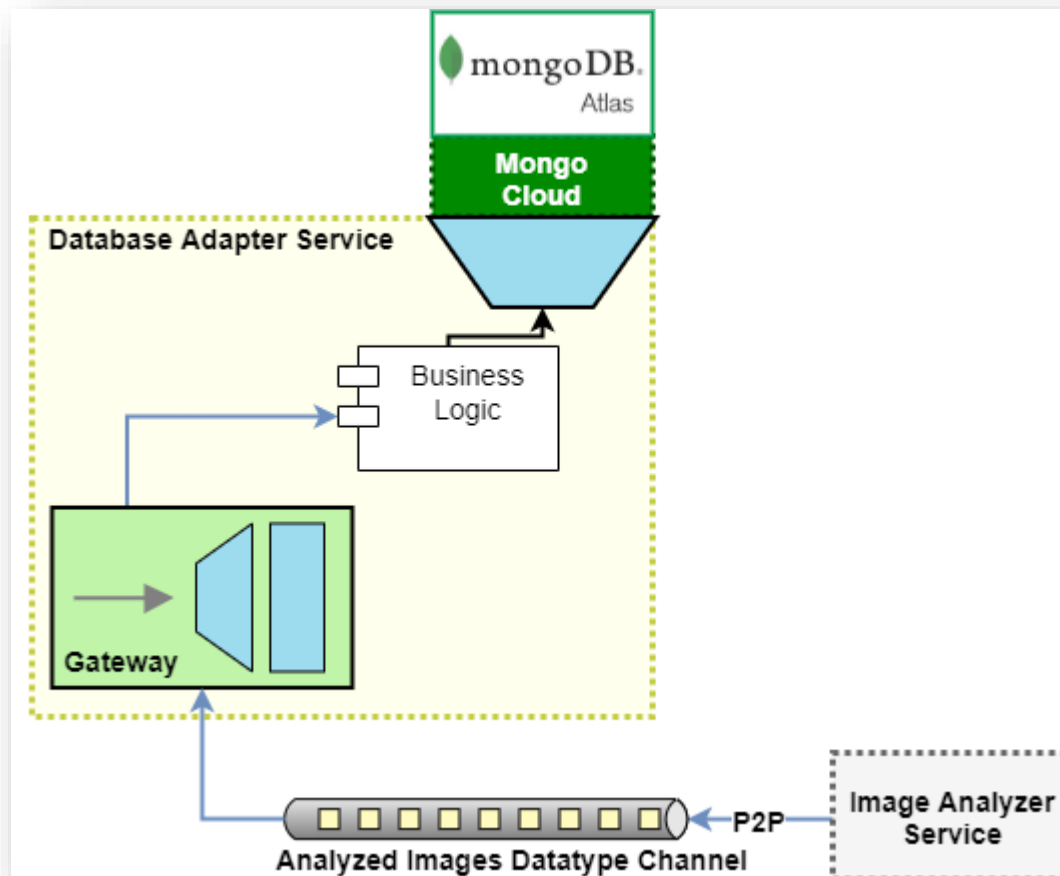 mongoDB.
Atlas
Mongo
Cloud
Database Adapter Service
Business
Logic
Gateway
P2P
Image Analyzer
Service
Analyzed Images Datatype Channel